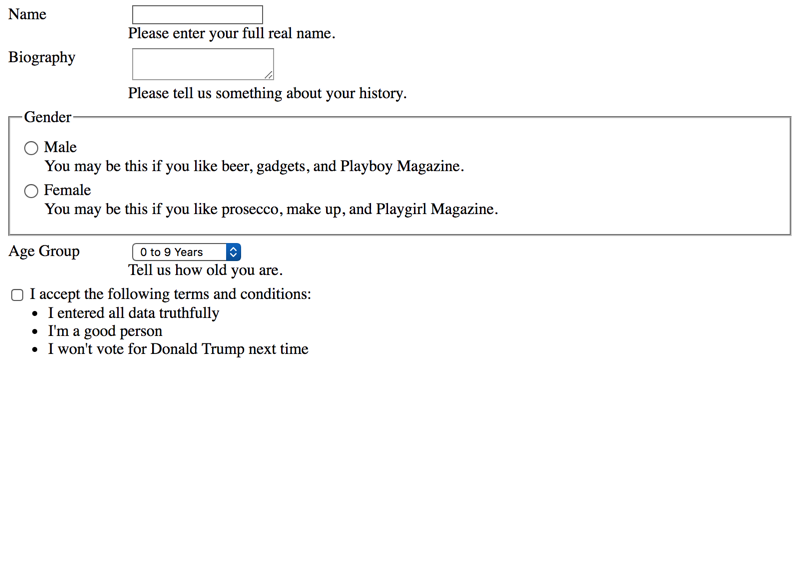 Name
Please enter your full real name.
Biography
Please tell us something about your history.
Gender
Male
You may be this if you like beer, gadgets, and Playboy Magazine.
Female
You may be this if you like prosecco, make up, and Playgirl Magazine.
Age Group 0 to 9 Years
Tell us how old you are.
I accept the following terms and conditions:
• I entered all data truthfully
• I'm a good person
• I won't vote for Donald Trump next time